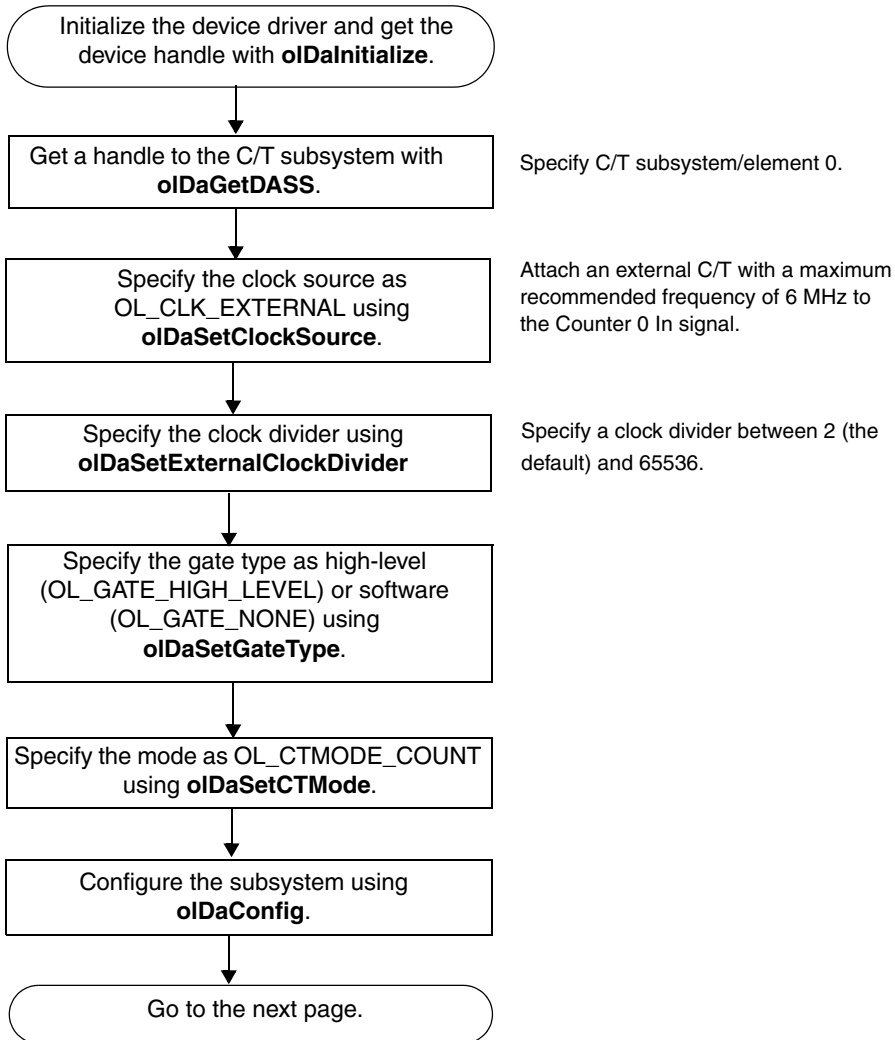 Initialize the device driver and get the
device handle with olDaInitialize.
Get a handle to the C/T subsystem with
olDaGetDASS.
Specify C/T subsystem/element 0.
Specify the clock source as
OL_CLK_EXTERNAL using
olDaSetClockSource.
Attach an external C/T with a maximum
recommended frequency of 6 MHz to
the Counter 0 In signal.
Specify the clock divider using
olDaSetExternalClockDivider
Specify a clock divider between 2 (the
default) and 65536.
Specify the gate type as high-level
(OL_GATE_HIGH_LEVEL) or software
(OL_GATE_NONE) using
olDaSetGateType.
Specify the mode as OL_CTMODE_COUNT
using olDaSetCTMode.
Configure the subsystem using
olDaConfig.
Go to the next page.